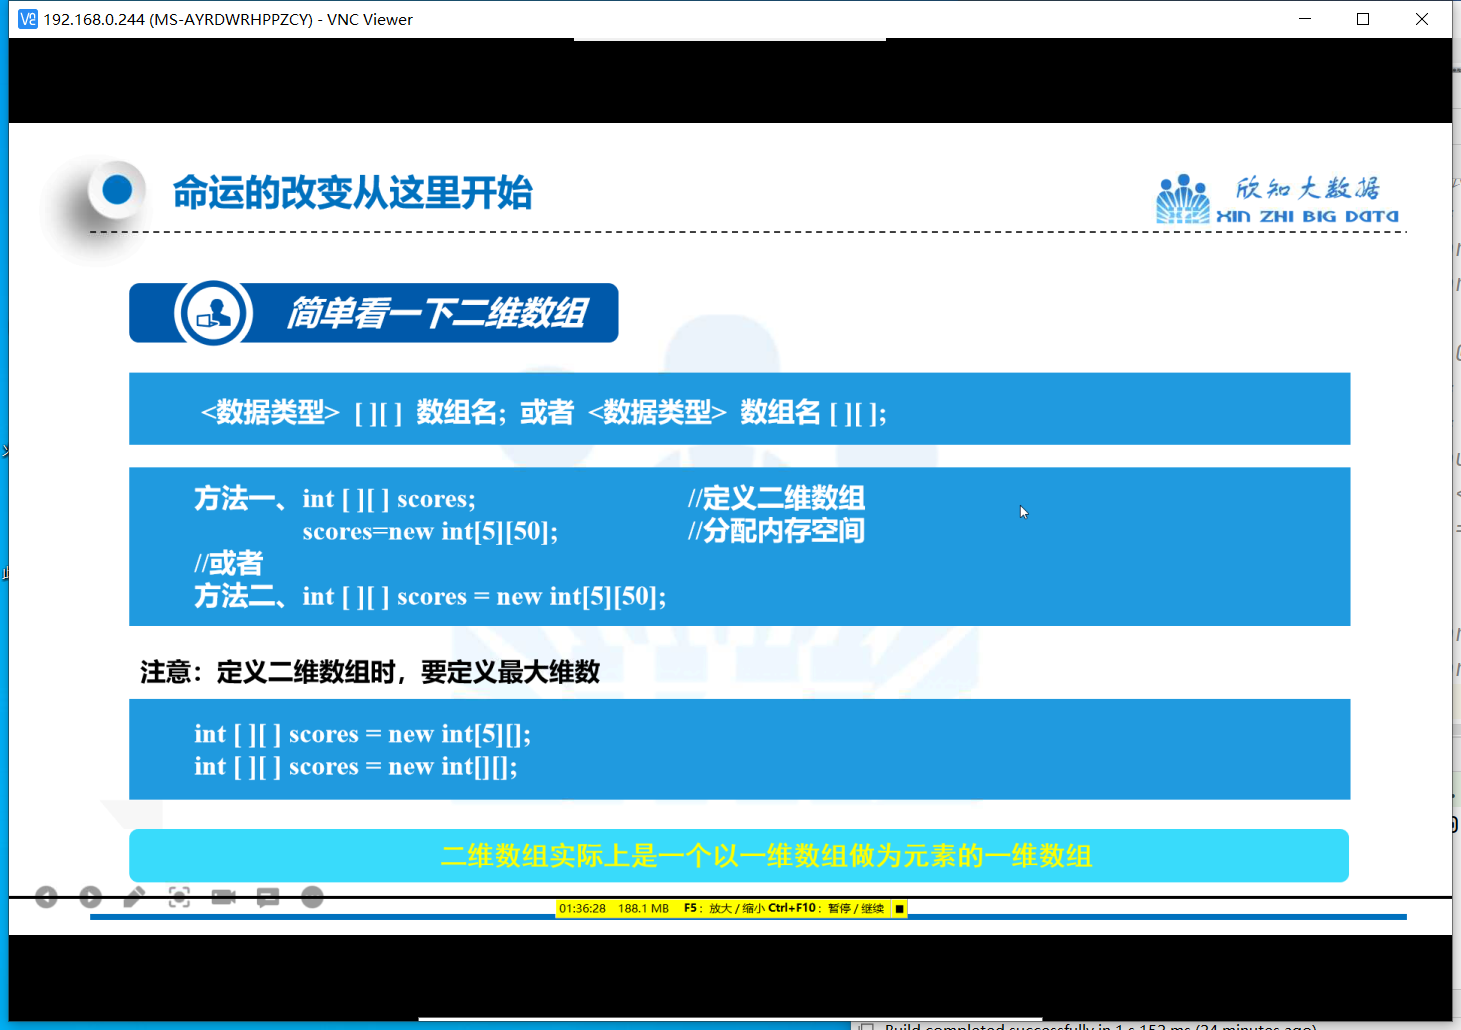 192.168.0.244 (MS-AYRDWRHPPZCY) - VNC Viewer
命运的改变从这里开始
欣知大数据
XIN ZHI BIG DATA
简单看一下二维数组
<数据类型> [ ][ ] 数组名; 或者 <数据类型> 数组名 [ ][ ];
方法一、int [ ][ ] scores; //定义二维数组
scores=new int[5][50]; //分配内存空间
//或者
方法二、int [ ][ ] scores = new int[5][50];
注意：定义二维数组时，要定义最大维数
int [ ][ ] scores = new int[5][];
int [ ][ ] scores = new int[][];
二维数组实际上是一个以一维数组做为元素的一维数组
01:36:28 188.1 MB F5：放大 / 缩小 Ctrl+F10：暂停 / 继续
Build completed successfully in 1 s 152 ms (24 minutes ago)